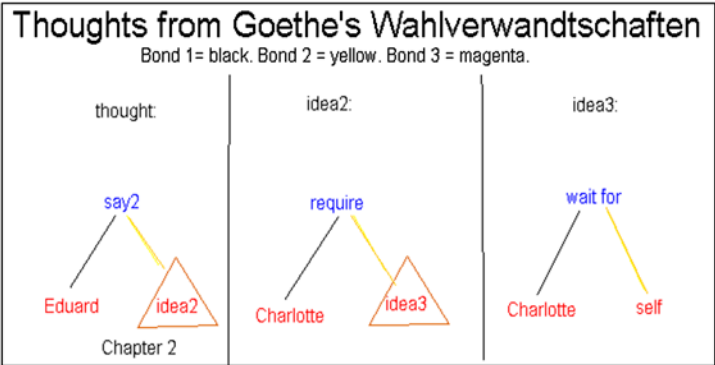 Thoughts from Goethe's Wahlverwandtschaften
Bond 1= black. Bond 2 = yellow. Bond 3 = magenta.
thought:
say2
Eduard
idea2
Chapter 2
idea2:
require
Charlotte
idea3
idea3:
wait for
Charlotte
self